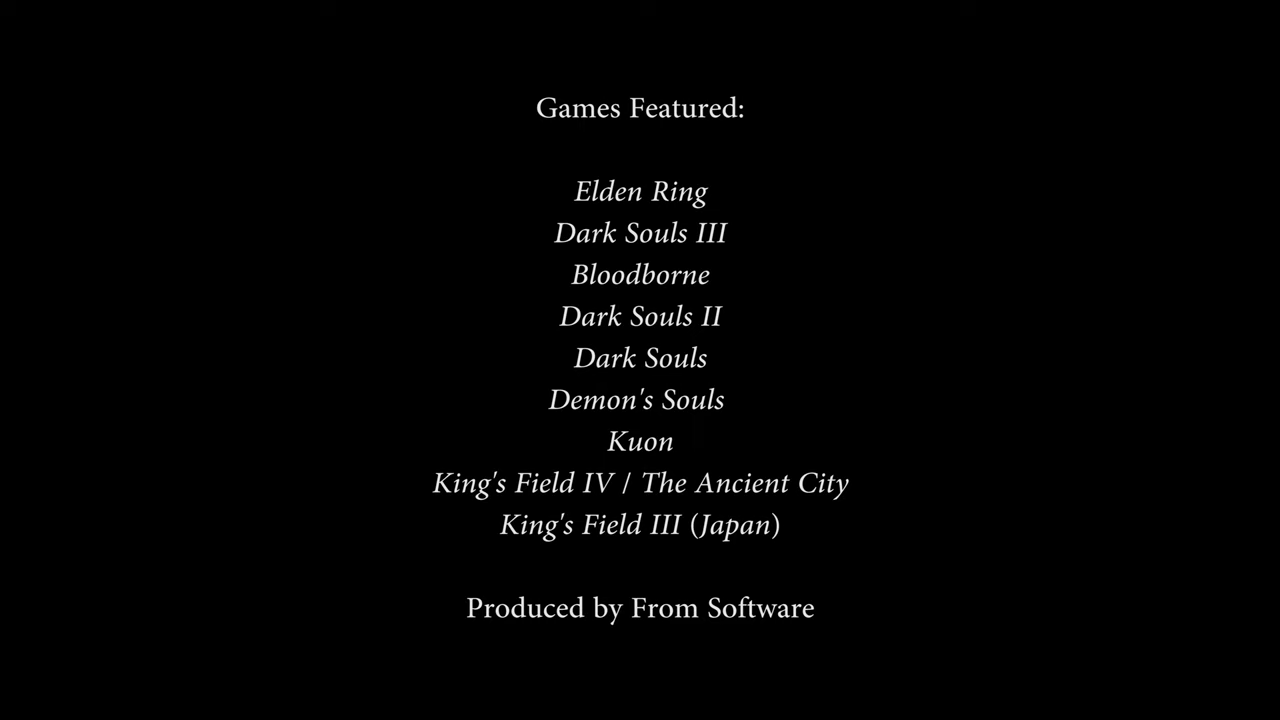 Games Featured:
Elden Ring
Dark Souls III
Bloodborne
Dark Souls II
Dark Souls
Demon's Souls
Kuon
King's Field IV / The Ancient City
King's Field III (Japan)
Produced by From Software